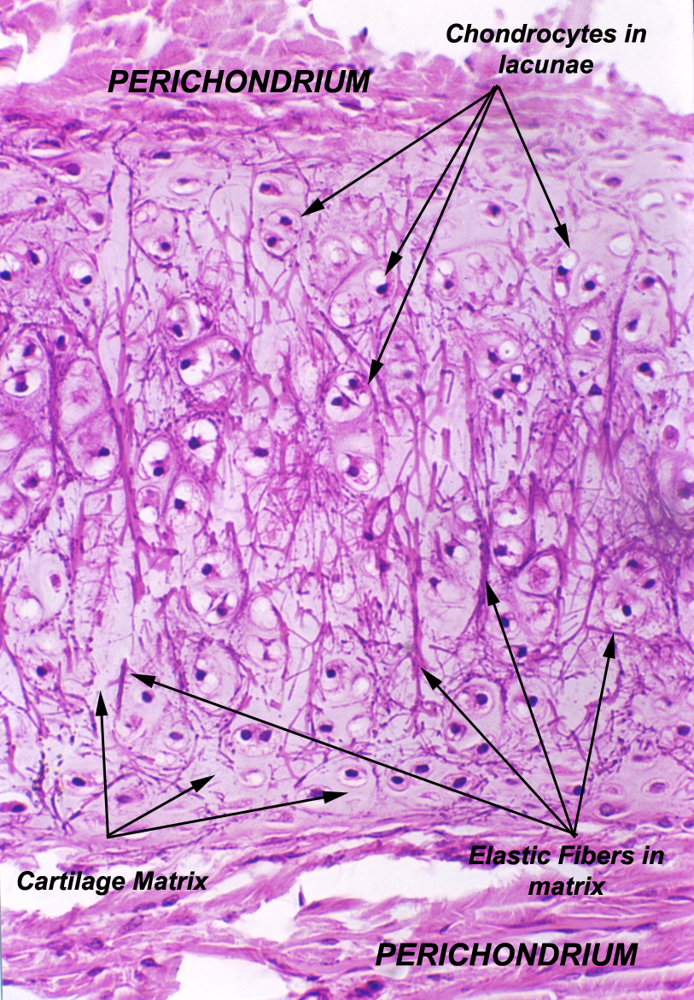 Chondrocytes in
lacunae
PERICHONDRIUM
Cartilage Matrix
Elastic Fibers in
matrix
PERICHONDRIUM